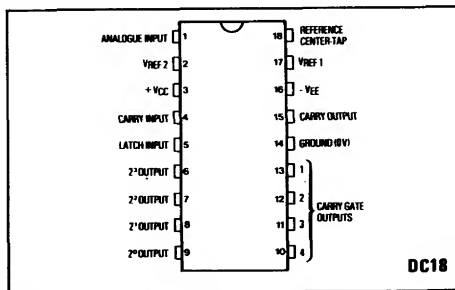 ANALOGUE INPUT 1
VREF 2 2
+VCC 3
CARRY INPUT 4
LATCH INPUT 5
2³ OUTPUT 6
2² OUTPUT 7
2¹ OUTPUT 8
2⁰ OUTPUT 9
18 REFERENCE
CENTER-TAP
17 VREF 1
16 -VEE
15 CARRY OUTPUT
14 GROUND (0V)
13 1
12 2
11 3
10 4
CARRY GATE
OUTPUTS
DC18